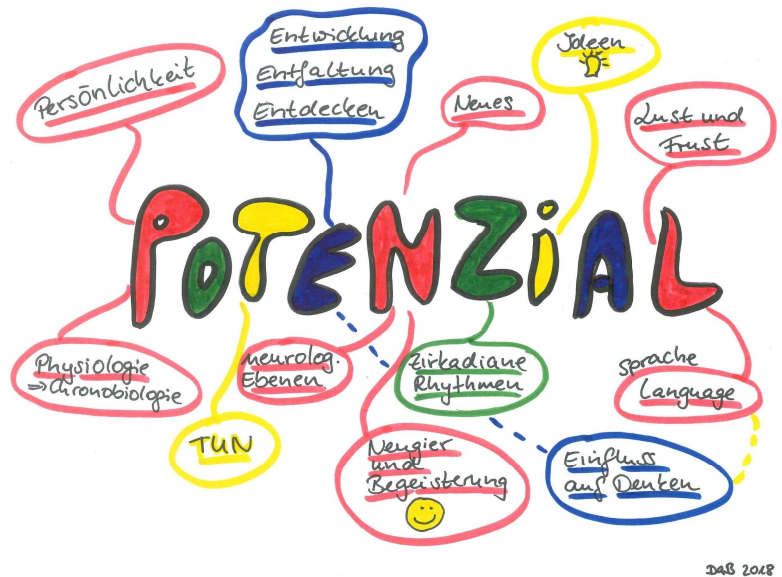 Persönlichkeit
Entwicklung
Entfaltung
Entdecken
Neues
Ideen
Lust und
Frust
POTENZiAL
Physiologie
⇒ Chronobiologie
TUN
neurolog.
Ebenen
Neugier
und
Begeisterung
Zirkadiane
Rhythmen
sprache
Language
Einfluss
auf Denken
DaB 2018